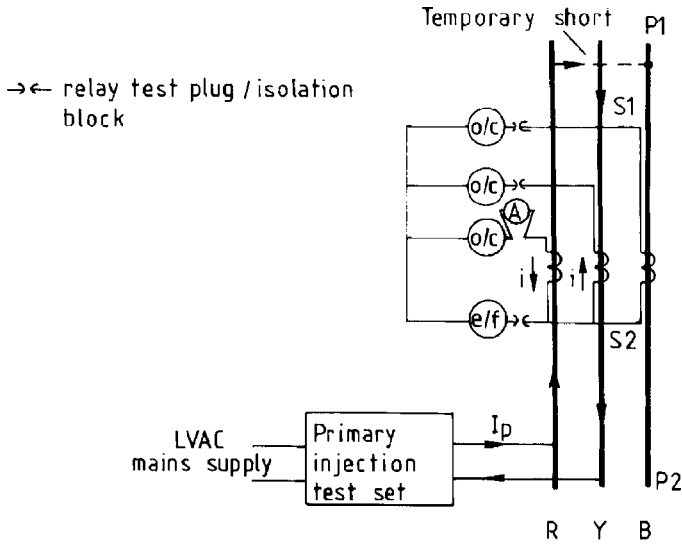 Temporary short
P1
→← relay test plug / isolation
block
S1
o/c
o/c
A
o/c
i
i
e/f
S2
LVAC
mains supply
Primary
injection
test set
Ip
P2
R Y B